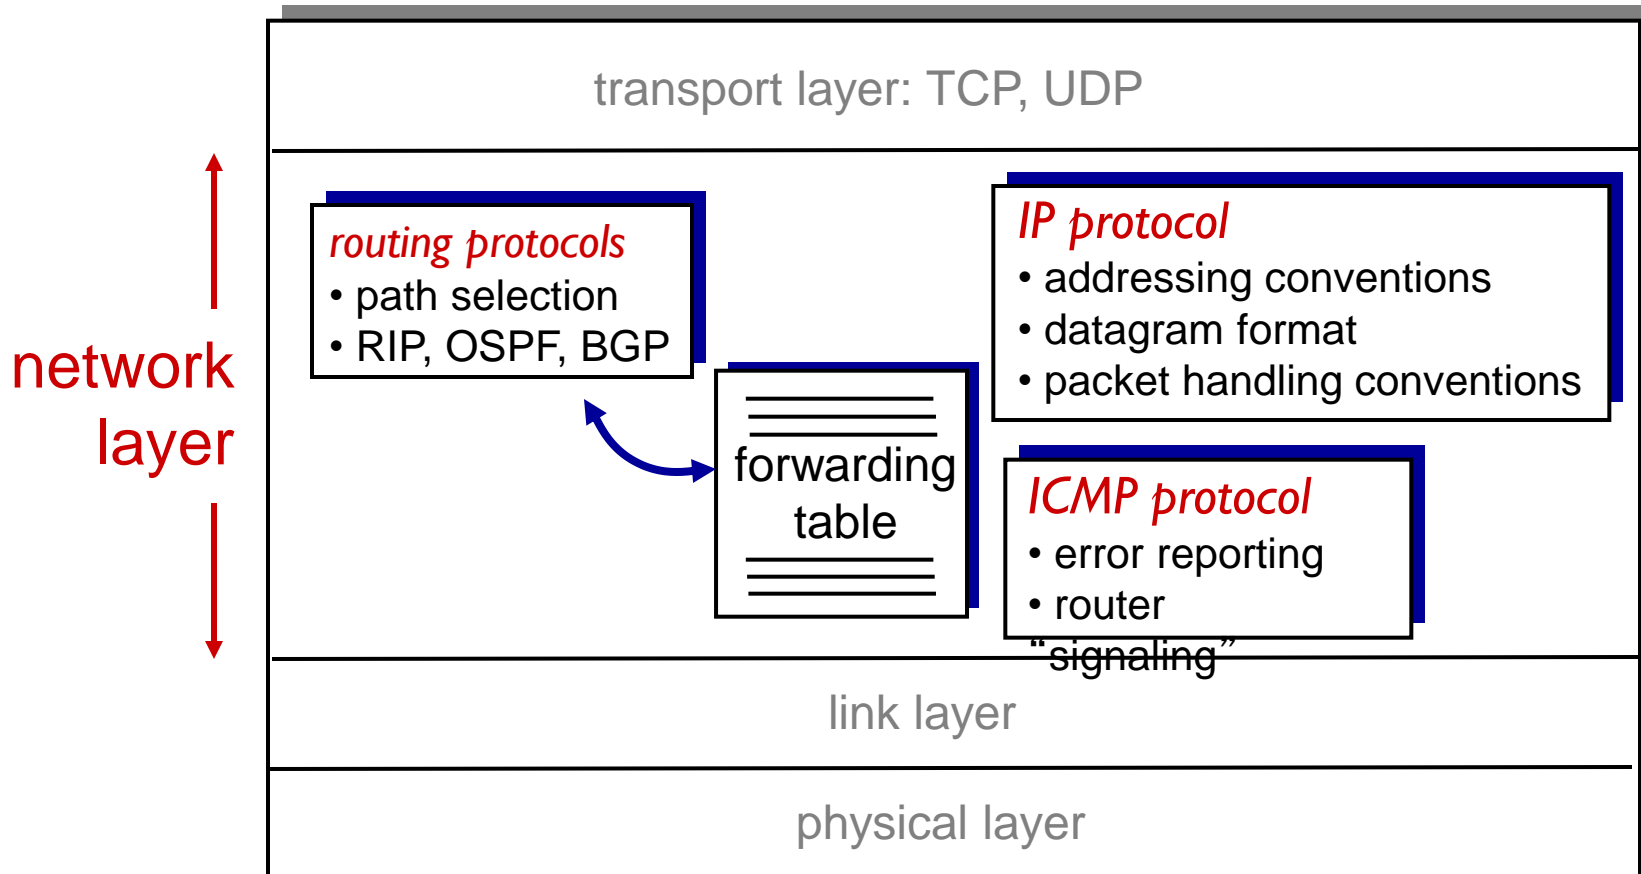 transport layer: TCP, UDP
network
layer
routing protocols
• path selection
• RIP, OSPF, BGP
forwarding
table
IP protocol
• addressing conventions
• datagram format
• packet handling conventions
ICMP protocol
• error reporting
• router
“signaling”
link layer
physical layer